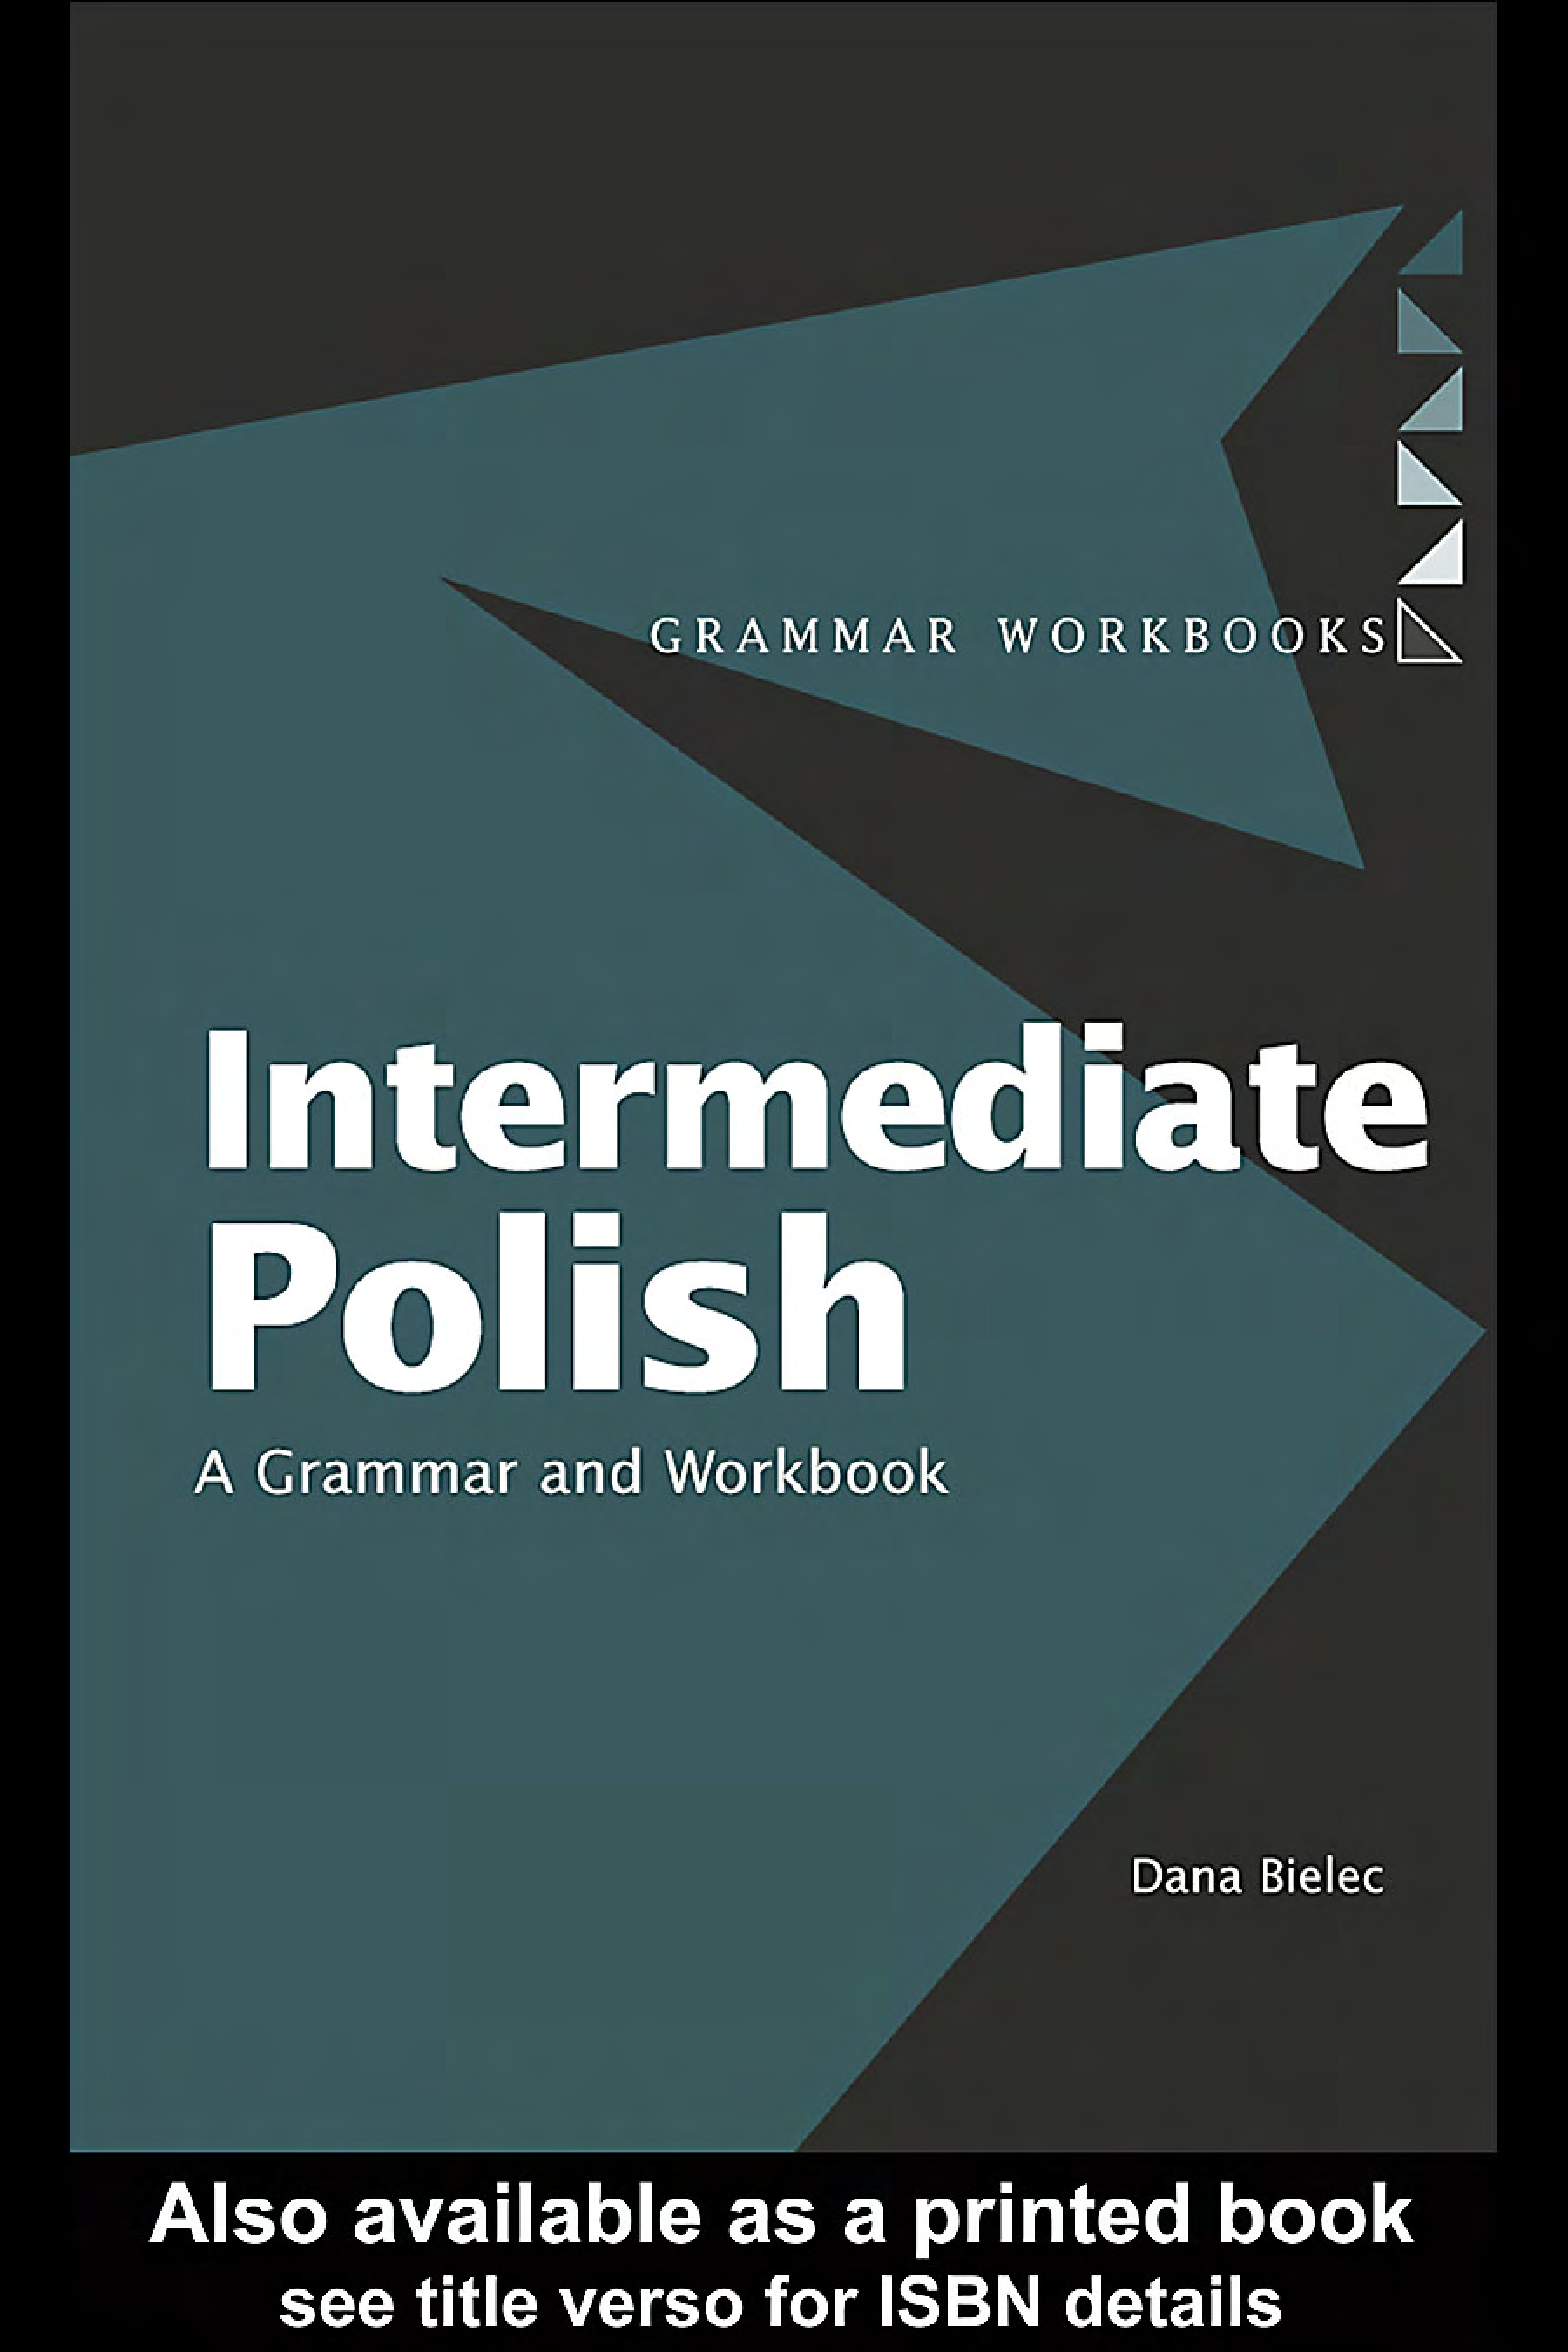 GRAMMAR WORKBOOKS
Intermediate
Polish
A Grammar and Workbook
Dana Bielec
Also available as a printed book
see title verso for ISBN details